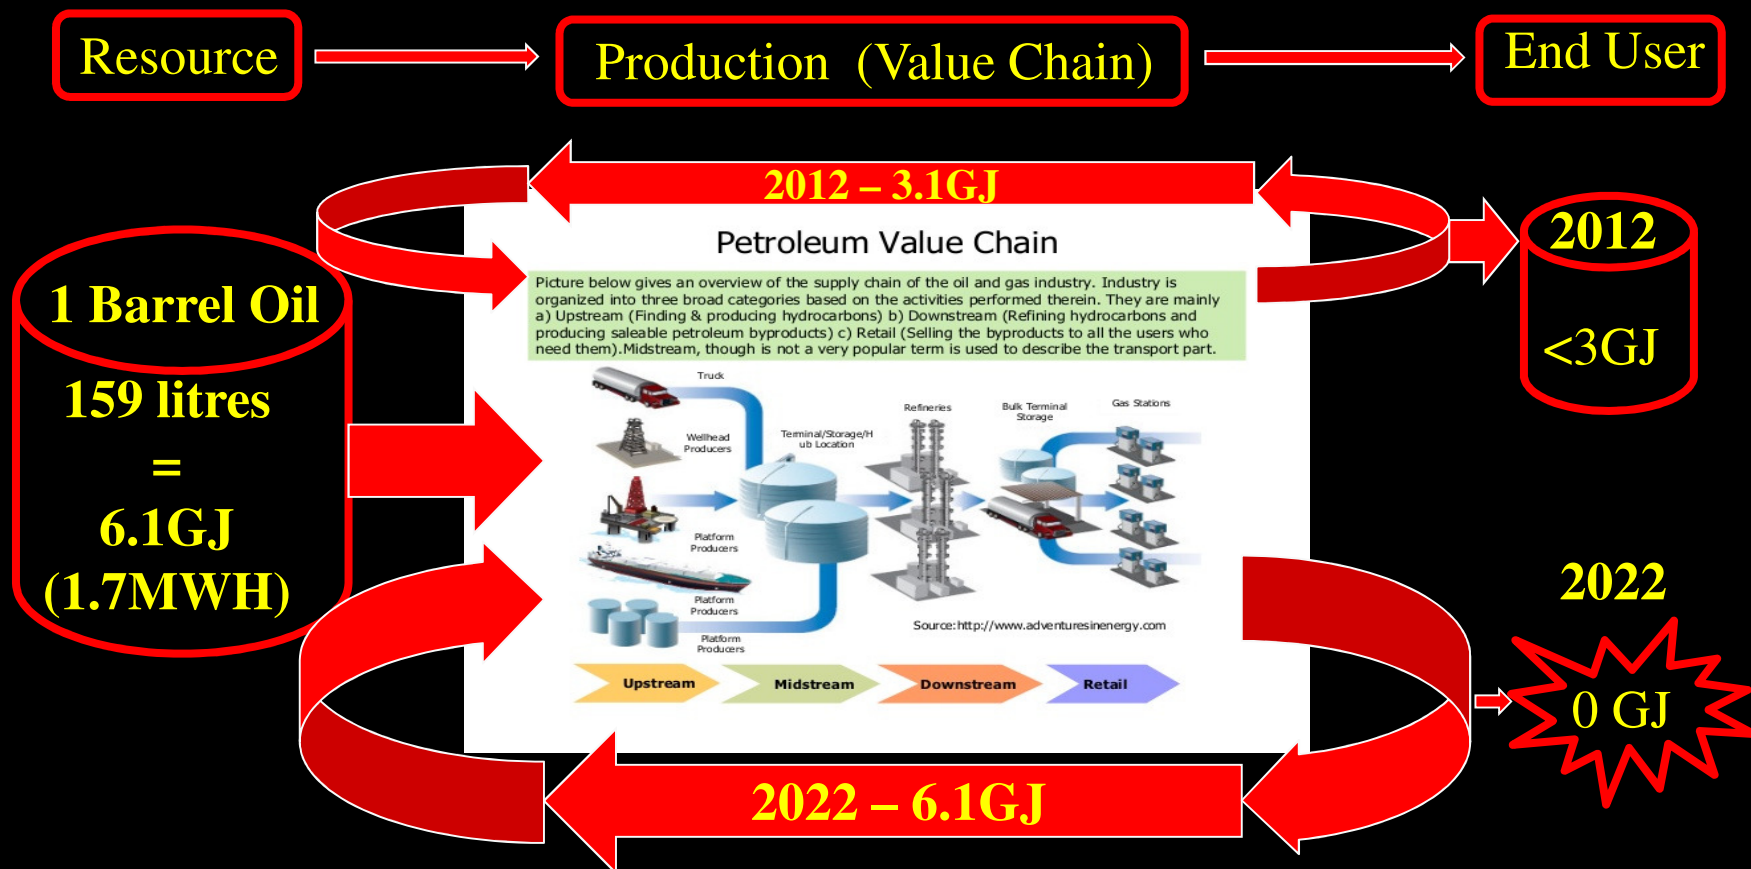 Resource
Production (Value Chain)
End User
2012 – 3.1GJ
2012
<3GJ
1 Barrel Oil
159 litres
=
6.1GJ
(1.7MWH)
Petroleum Value Chain
Picture below gives an overview of the supply chain of the oil and gas industry. Industry is
organized into three broad categories based on the activities performed therein. They are mainly
a) Upstream (Finding & producing hydrocarbons) b) Downstream (Refining hydrocarbons and
producing saleable petroleum byproducts) c) Retail (Selling the byproducts to all the users who
need them).Midstream, though is not a very popular term is used to describe the transport part.
Truck
Wellhead
Producers
Terminal/Storage/H
ub Location
Refineries
Bulk Terminal
Storage
Gas Stations
Platform
Producers
Platform
Producers
Platform
Producers
Source:http://www.adventuresinenergy.com
Upstream
Midstream
Downstream
Retail
2022
0 GJ
2022 – 6.1GJ